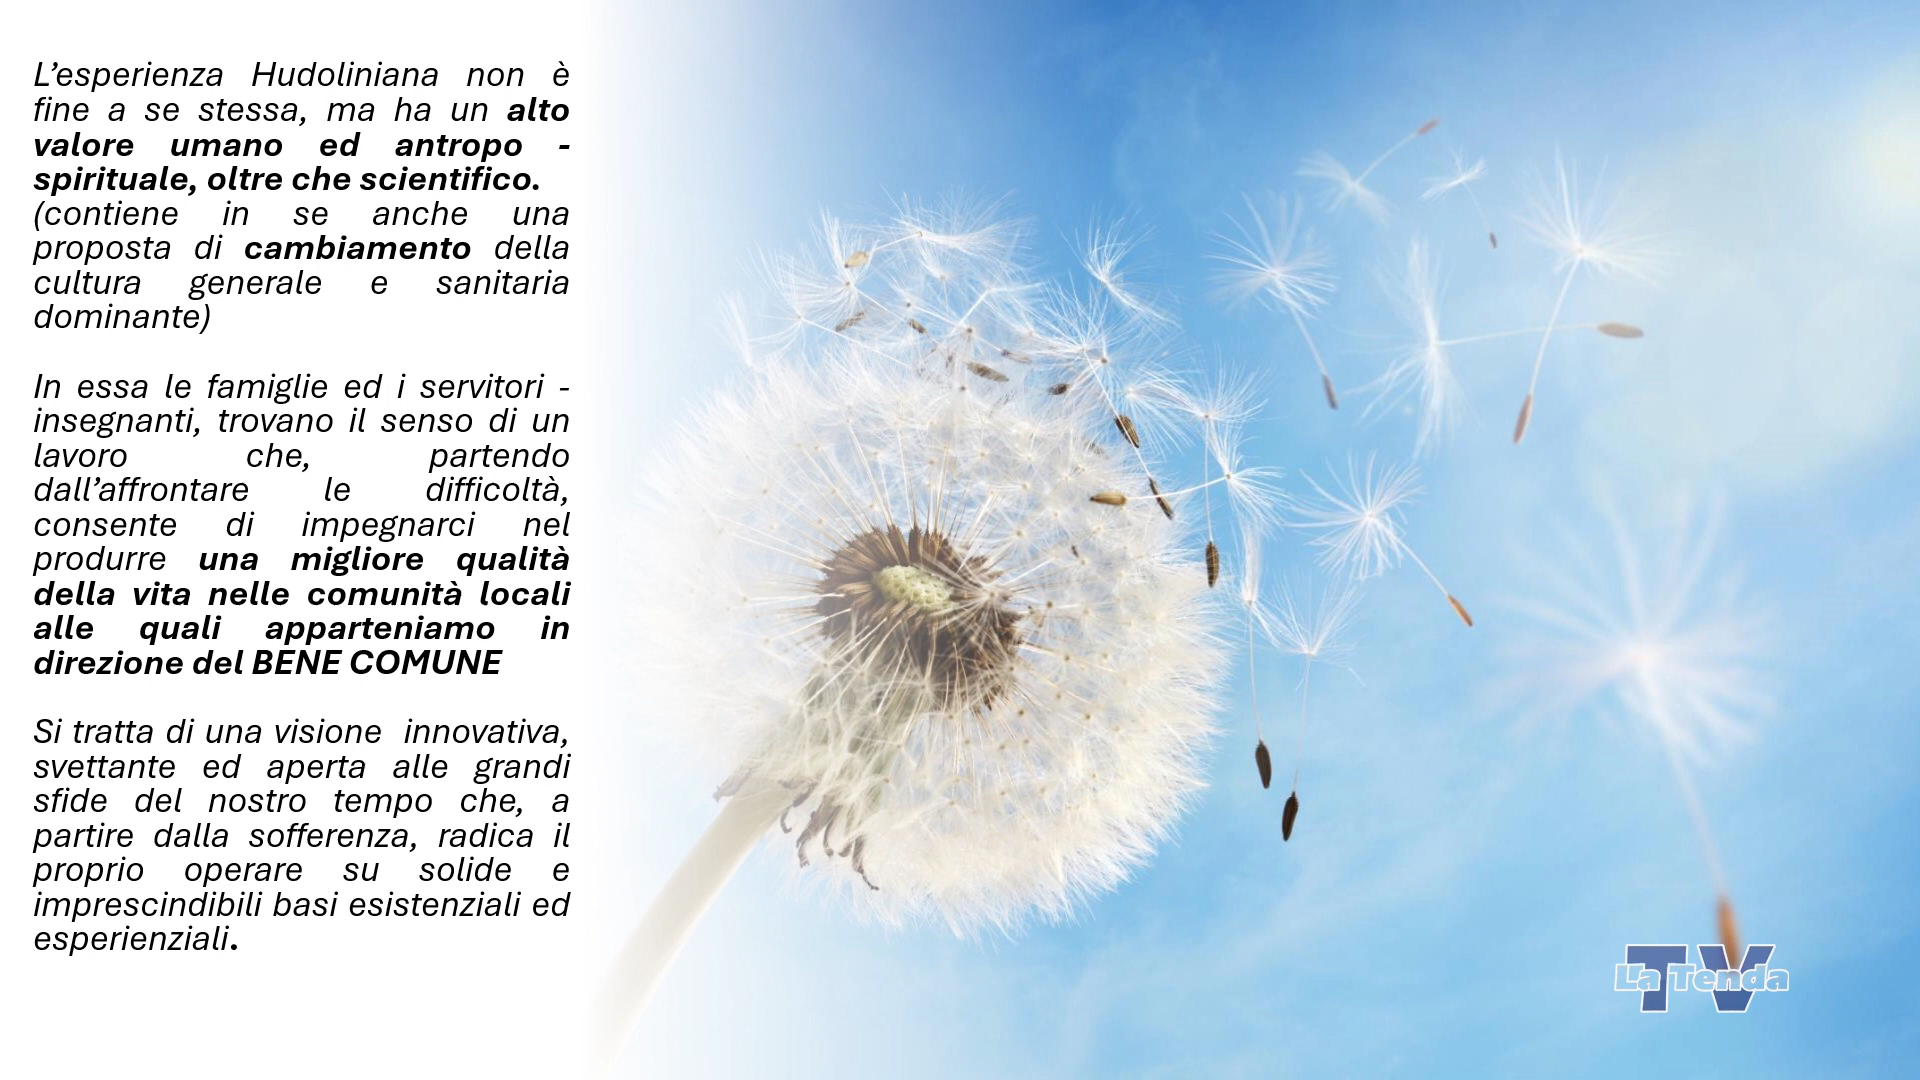 L’esperienza Hudoliniana non è
fine a se stessa, ma ha un alto
valore umano ed antropo -
spirituale, oltre che scientifico.
(contiene in se anche una
proposta di cambiamento della
cultura generale e sanitaria
dominante)
In essa le famiglie ed i servitori -
insegnanti, trovano il senso di un
lavoro che, partendo
dall’affrontare le difficoltà,
consente di impegnarci nel
produrre una migliore qualità
della vita nelle comunità locali
alle quali apparteniamo in
direzione del BENE COMUNE
Si tratta di una visione innovativa,
svettante ed aperta alle grandi
sfide del nostro tempo che, a
partire dalla sofferenza, radica il
proprio operare su solide e
imprescindibili basi esistenziali ed
esperienziali.
TV
La Tenda